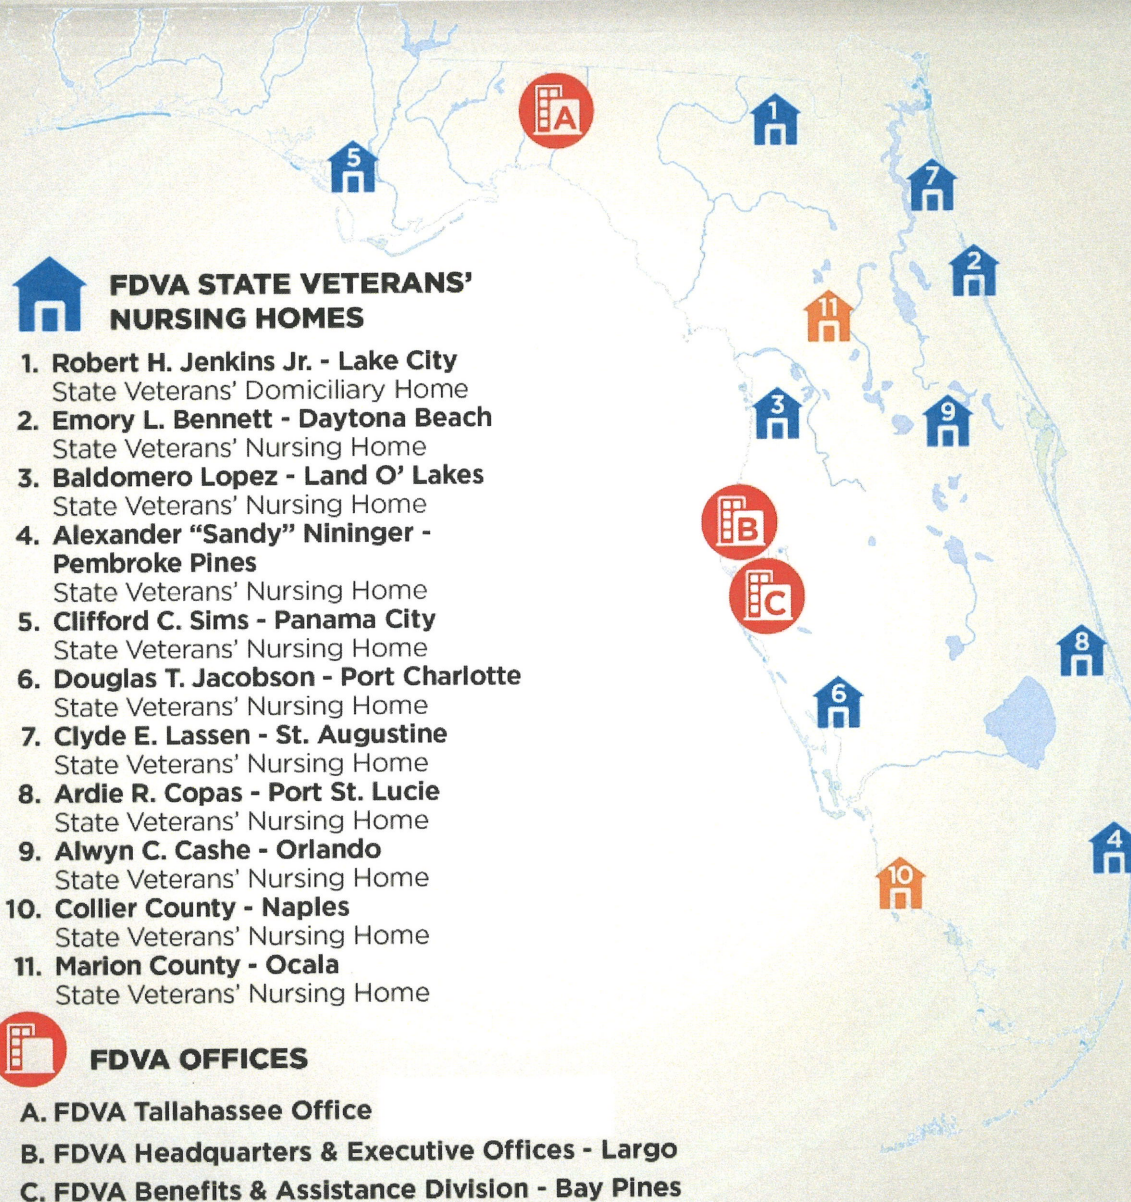 A
1
5
7
2
11
3
9
B
C
8
6
4
10
FDVA STATE VETERANS’
NURSING HOMES
1. Robert H. Jenkins Jr. - Lake City
State Veterans’ Domiciliary Home
2. Emory L. Bennett - Daytona Beach
State Veterans’ Nursing Home
3. Baldomero Lopez - Land O’ Lakes
State Veterans’ Nursing Home
4. Alexander “Sandy” Nininger -
Pembroke Pines
State Veterans’ Nursing Home
5. Clifford C. Sims - Panama City
State Veterans’ Nursing Home
6. Douglas T. Jacobson - Port Charlotte
State Veterans’ Nursing Home
7. Clyde E. Lassen - St. Augustine
State Veterans’ Nursing Home
8. Ardie R. Copas - Port St. Lucie
State Veterans’ Nursing Home
9. Alwyn C. Cashe - Orlando
State Veterans’ Nursing Home
10. Collier County - Naples
State Veterans’ Nursing Home
11. Marion County - Ocala
State Veterans’ Nursing Home
FDVA OFFICES
A. FDVA Tallahassee Office
B. FDVA Headquarters & Executive Offices - Largo
C. FDVA Benefits & Assistance Division - Bay Pines